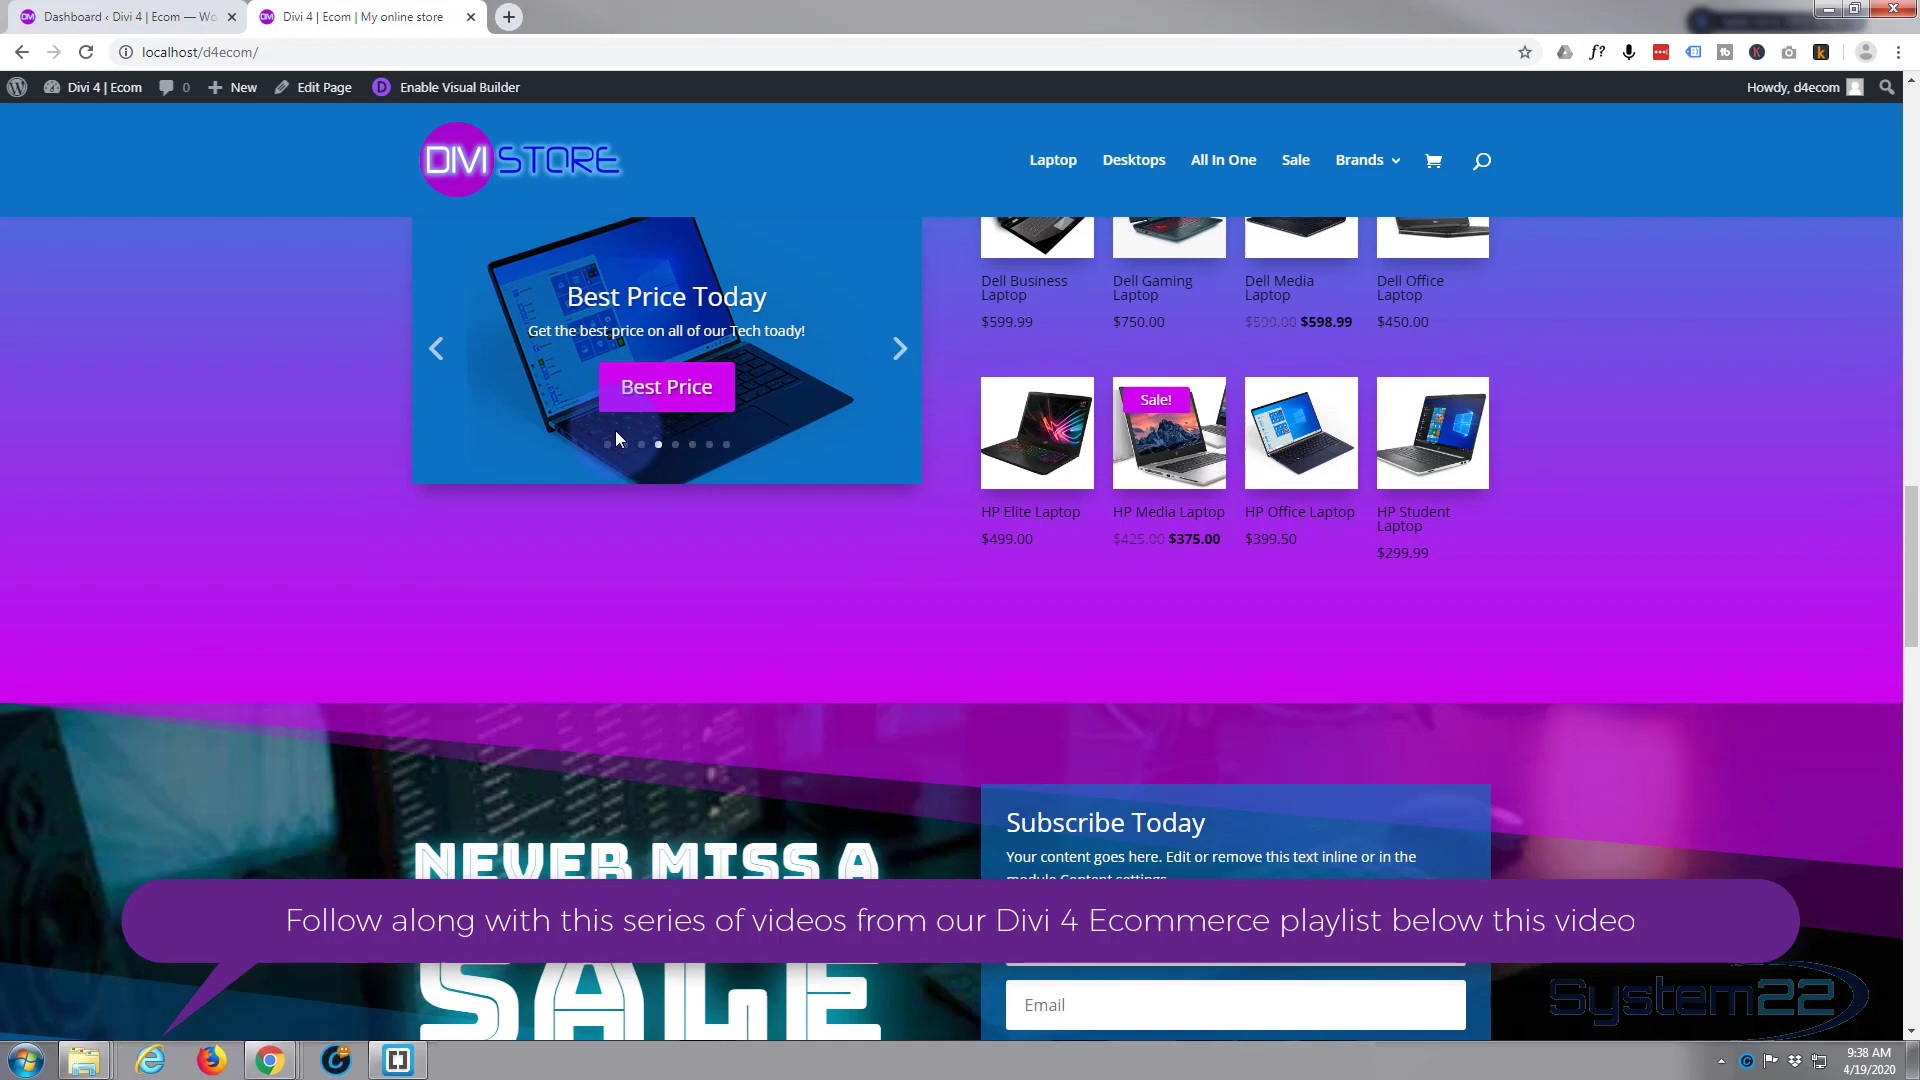 Dashboard ‹ Divi 4 | Ecom — Wo
Divi 4 | Ecom | My online store
localhost/d4ecom/
Divi 4 | Ecom
0
New
Edit Page
Enable Visual Builder
Howdy, d4ecom
DIVI STORE
Laptop
Desktops
All In One
Sale
Brands
Best Price Today
Get the best price on all of our Tech toady!
Best Price
Dell Business Laptop
$599.99
Dell Gaming Laptop
$750.00
Dell Media Laptop
$599.00 $598.99
Dell Office Laptop
$450.00
HP Elite Laptop
$499.00
Sale!
HP Media Laptop
$425.00 $375.00
HP Office Laptop
$399.50
HP Student Laptop
$299.99
NEVER MISS A
SALE
Subscribe Today
Your content goes here. Edit or remove this text inline or in the
module Content settings.
Follow along with this series of videos from our Divi 4 Ecommerce playlist below this video
Email
System22
9:38 AM
4/19/2020